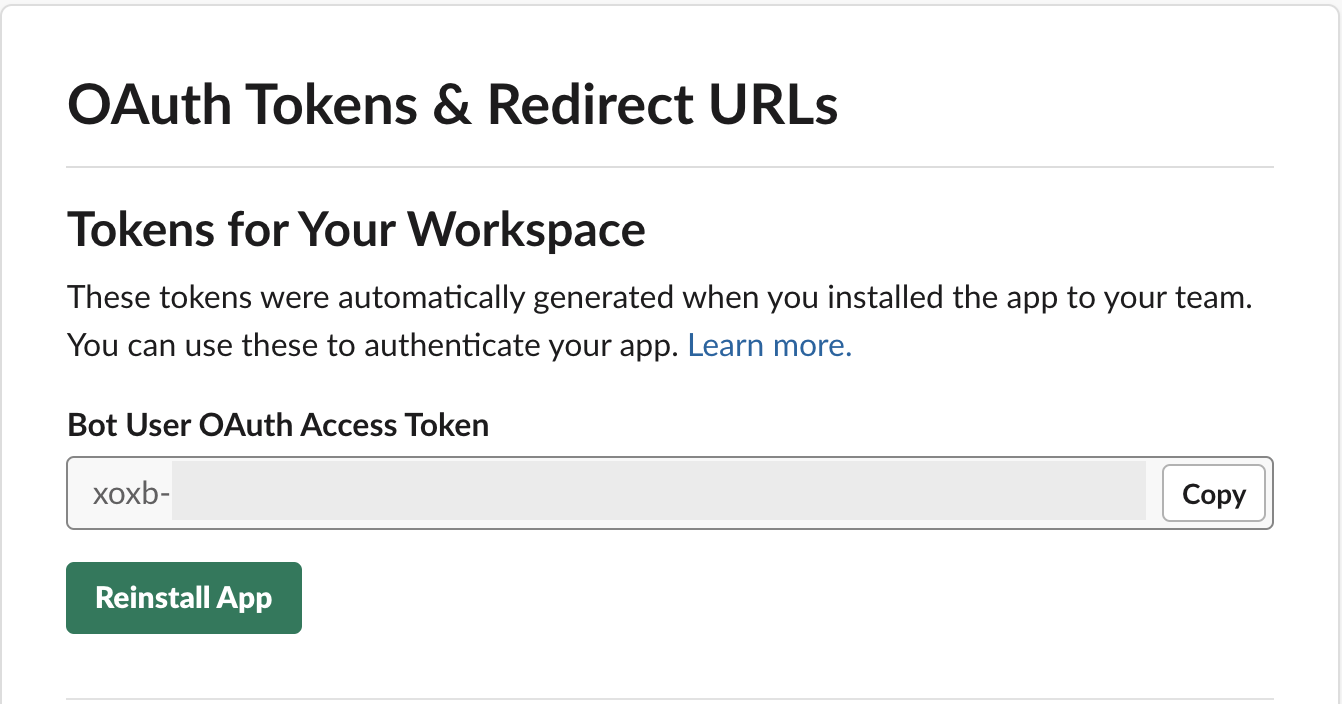 OAuth Tokens & Redirect URLs
Tokens for Your Workspace
These tokens were automatically generated when you installed the app to your team.
You can use these to authenticate your app. Learn more.
Bot User OAuth Access Token
xoxb-
Copy
Reinstall App